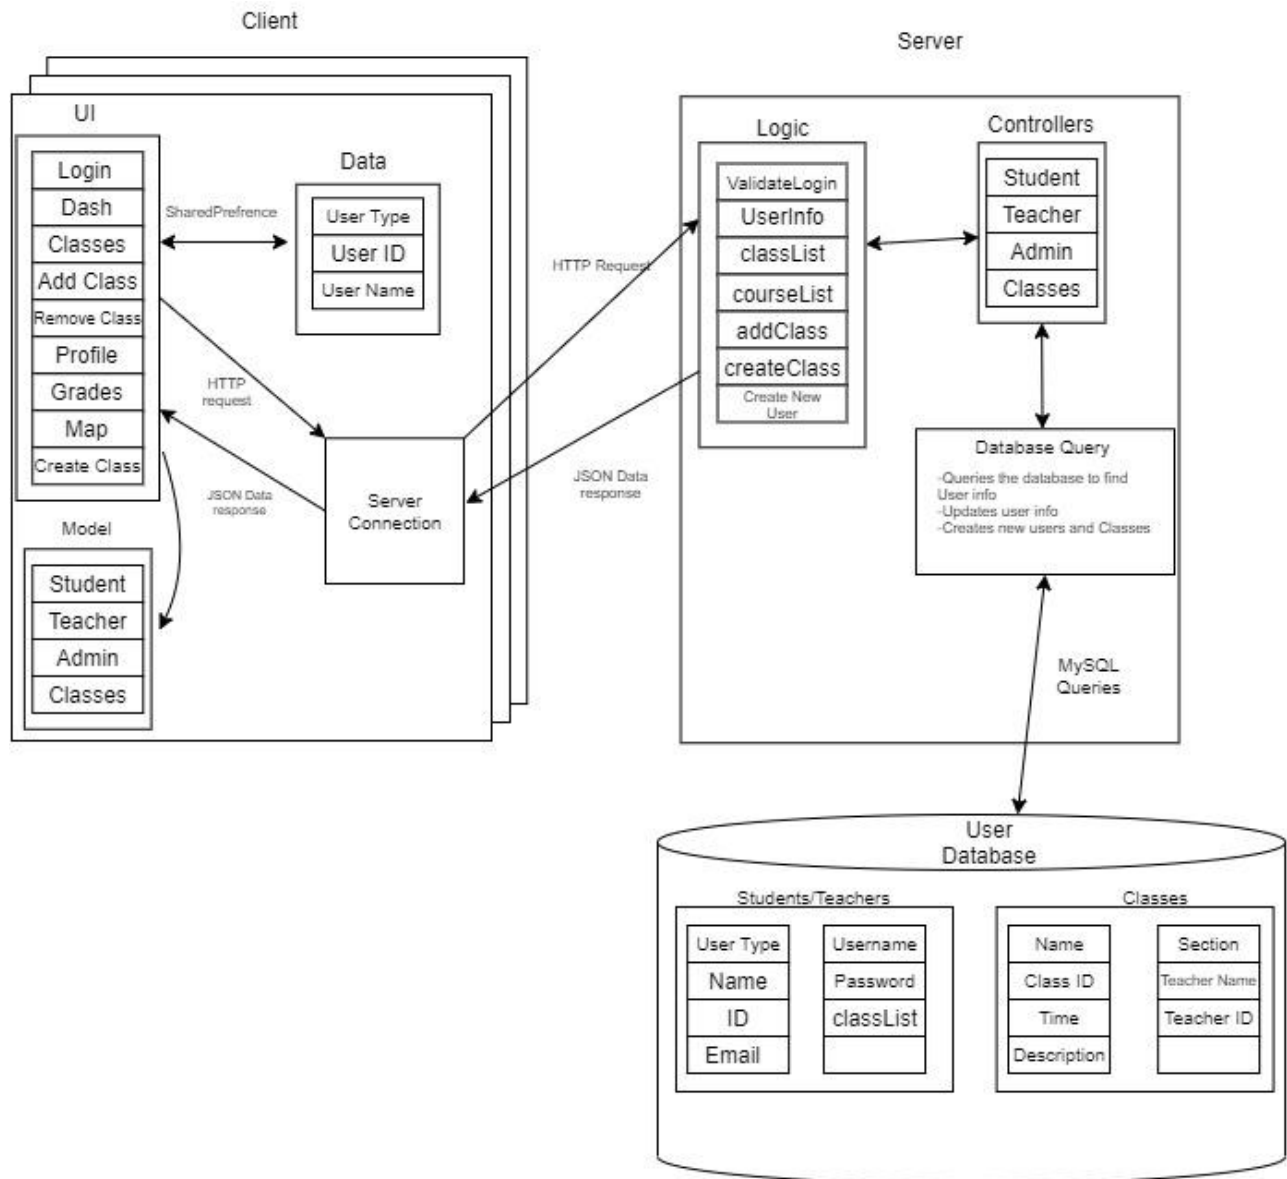 Client
Server
UI
Login
Dash
Classes
Add Class
Remove Class
Profile
Grades
Map
Create Class
SharedPrefrence
Data
User Type
User ID
User Name
HTTP
request
JSON Data
response
Server
Connection
Model
Student
Teacher
Admin
Classes
HTTP Request
JSON Data
response
Logic
ValidateLogin
UserInfo
classList
courseList
addClass
createClass
Create New
User
Controllers
Student
Teacher
Admin
Classes
Database Query
-Queries the database to find
User info
-Updates user info
-Creates new users and Classes
MySQL
Queries
User
Database
Students/Teachers
User Type
Name
ID
Email
Username
Password
classList
Classes
Name
Class ID
Time
Description
Section
Teacher Name
Teacher ID